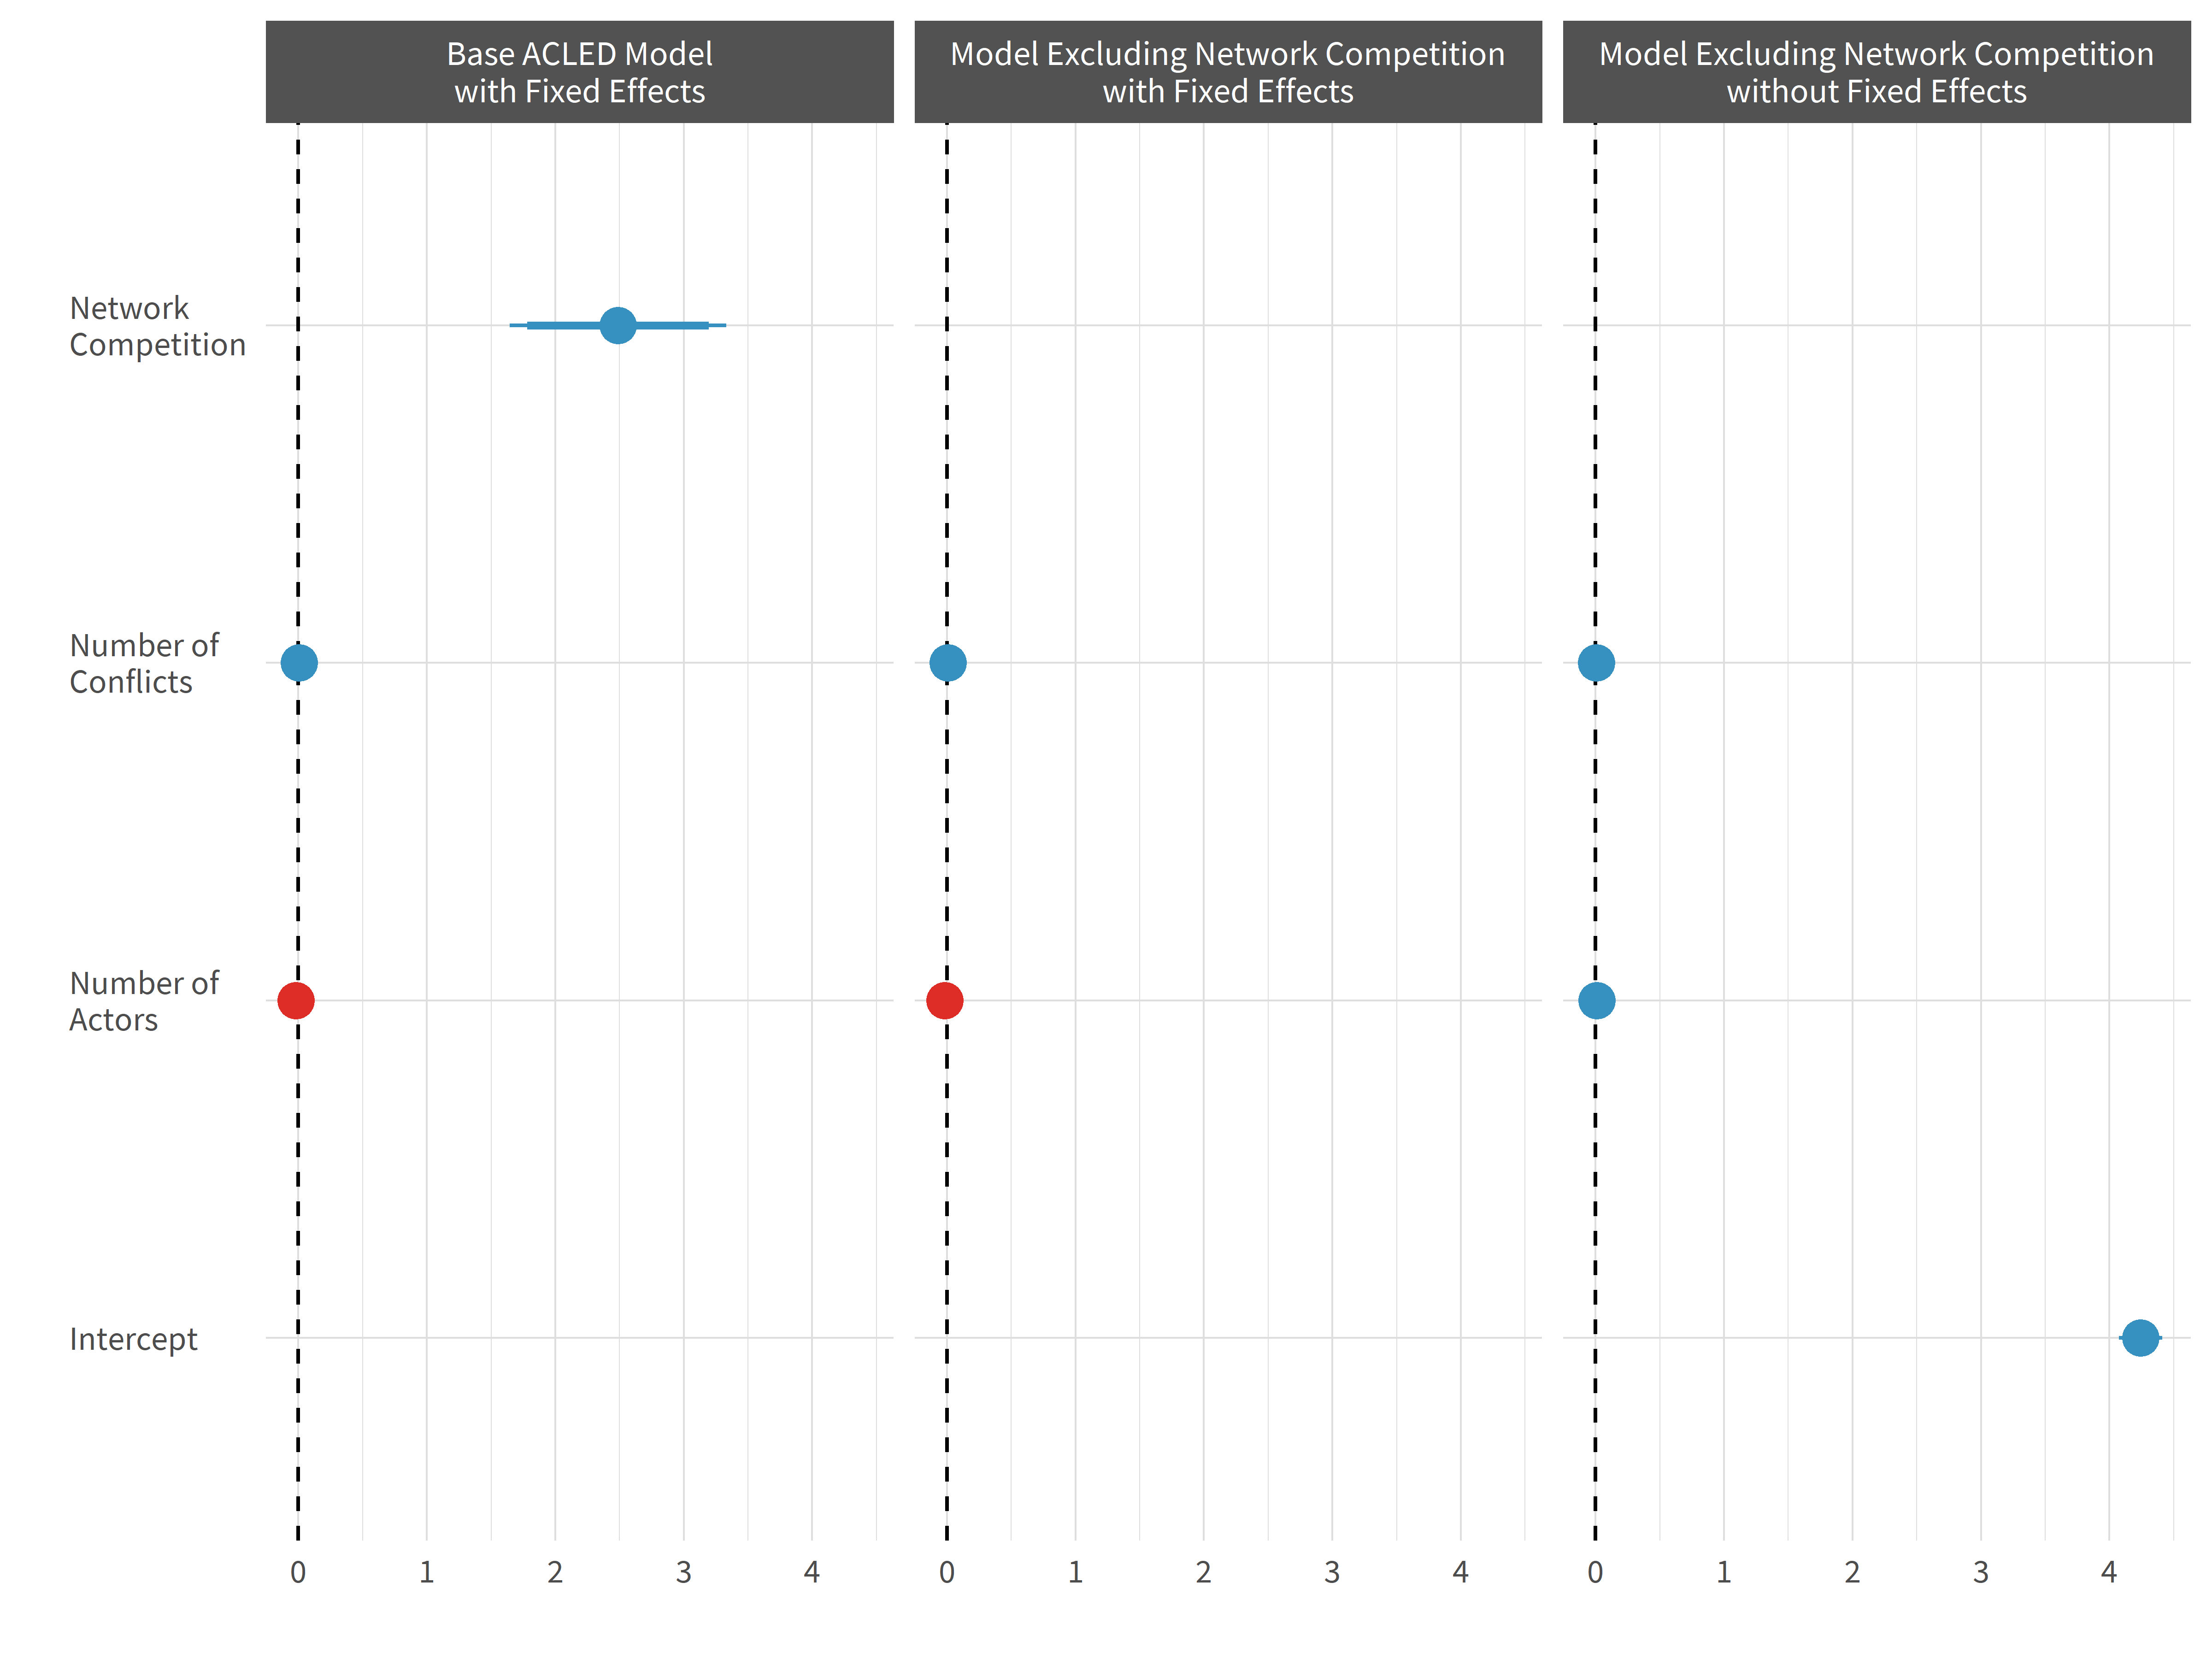 Base ACLED Model
with Fixed Effects
Model Excluding Network Competition
with Fixed Effects
Model Excluding Network Competition
without Fixed Effects
Network
Competition
Number of
Conflicts
Number of
Actors
Intercept
0 1 2 3 4
0 1 2 3 4
0 1 2 3 4